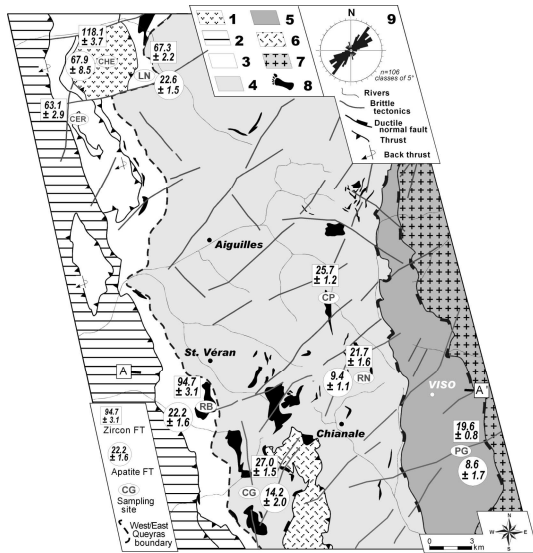 118.1
± 3.7
67.9
± 8.5
CHE
67.3
± 2.2
LN
22.6
± 1.5
63.1
± 2.9
CER
1
2
3
4
5
6
7
8
9
N
n=106
classes of 5°
Rivers
Brittle
tectonics
Ductile
normal fault
Thrust
Back thrust
Aiguilles
25.7
± 1.2
CP
St. Véran
21.7
± 1.6
9.4
± 1.1
RN
A
94.7
± 3.1
RB
22.2
± 1.6
VISO
A'
Chianale
27.0
± 1.5
CG
14.2
± 2.0
19.6
± 0.8
PG
8.6
± 1.7
94.7
± 3.1
Zircon FT
22.2
± 1.6
Apatite FT
CG
Sampling
site
West/East
Queyras
boundary
N
W
E
S
0 3 km